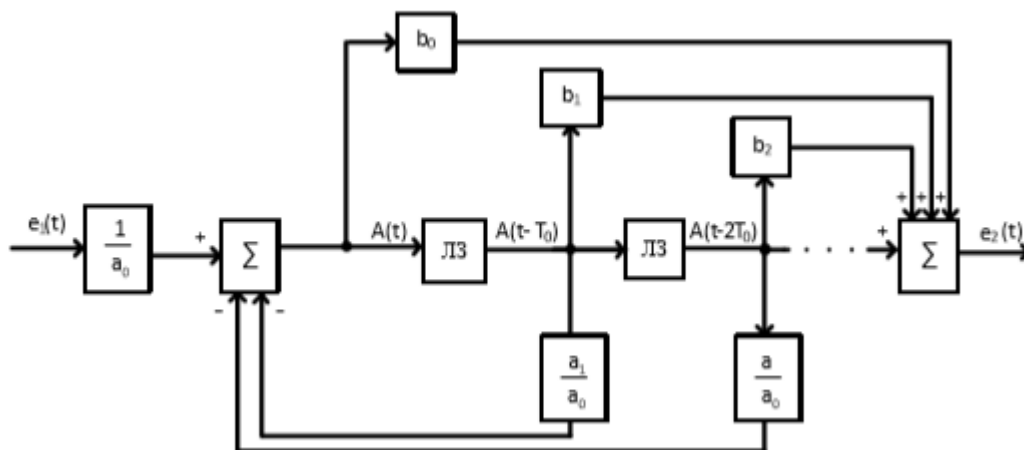 b₀
b₁
b₂
e₁(t)
1
a₀
+
Σ
A(t)
ЛЗ
A(t- T₀)
ЛЗ
A(t-2T₀)
. . . .
+
+
+
+
Σ
e₂(t)
-
-
a₁
a₀
a
a₀